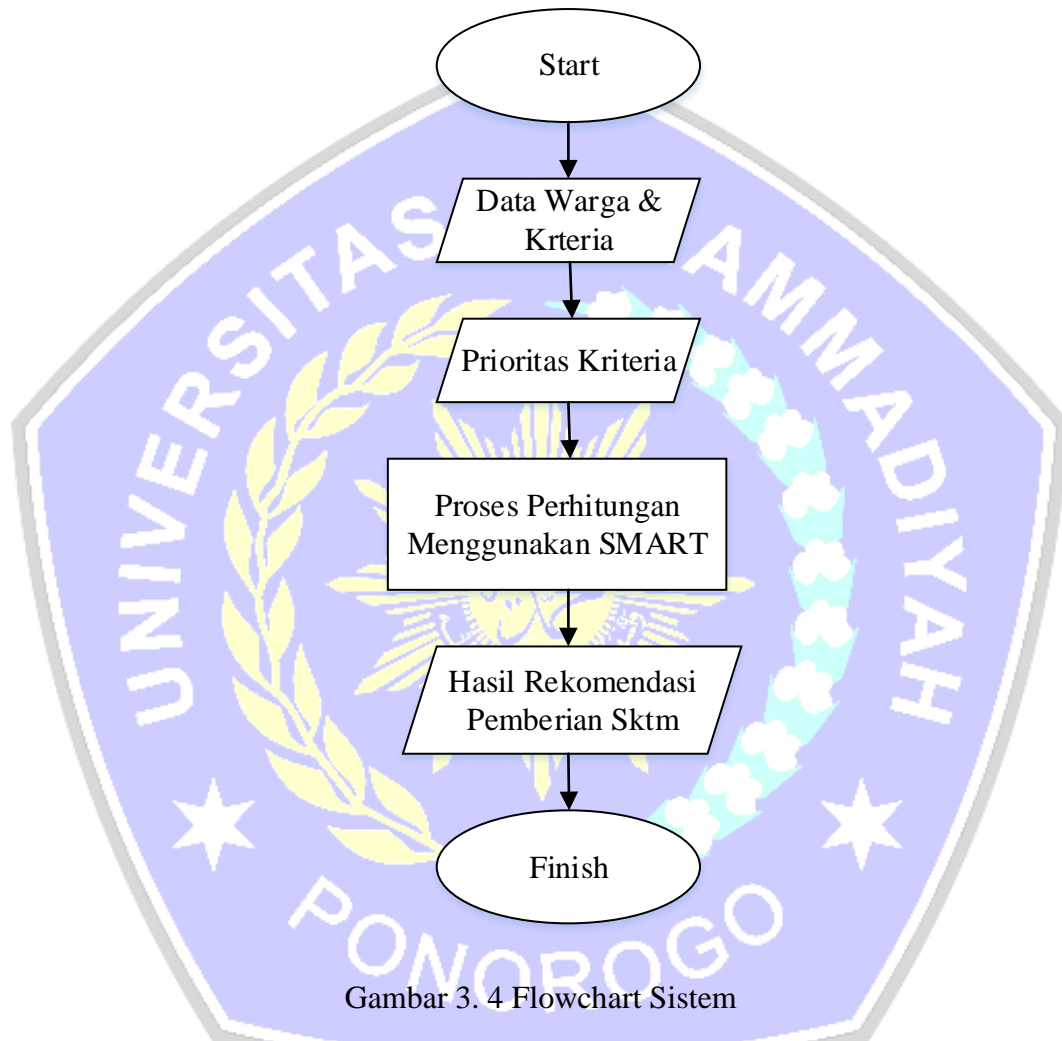 Start
Data Warga &
Krteria
Prioritas Kriteria
Proses Perhitungan
Menggunakan SMART
Hasil Rekomendasi
Pemberian Sktm
Finish
Gambar 3. 4 Flowchart Sistem
UNIVERSITAS AMMADIYAH
PONOROGO